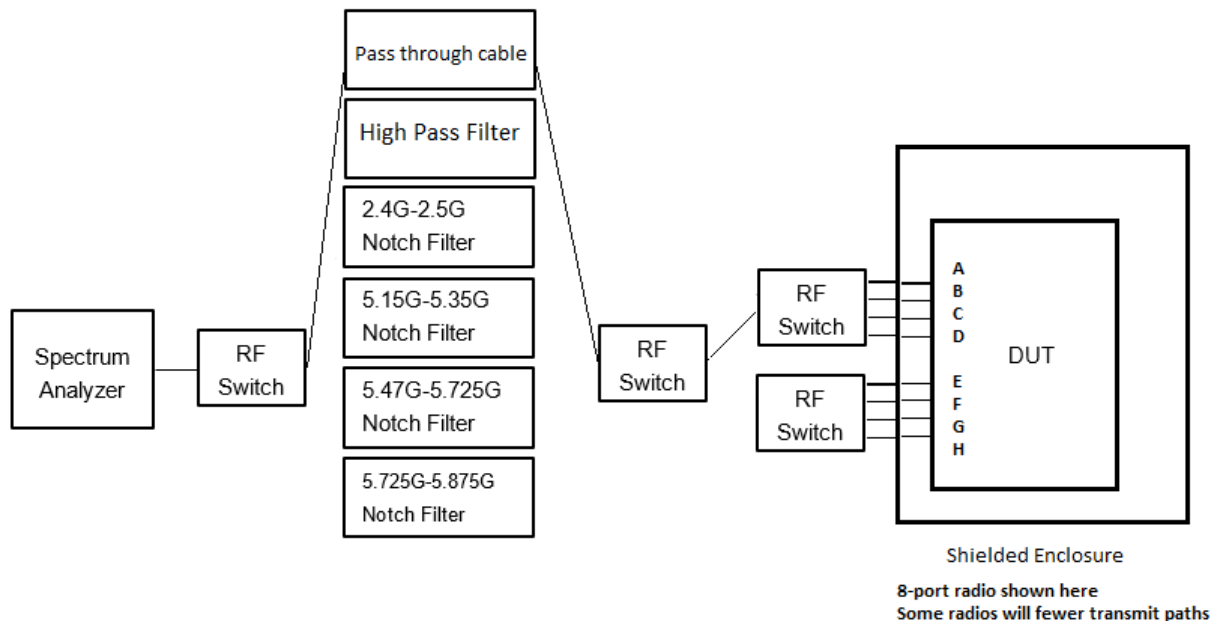 Pass through cable
High Pass Filter
2.4G-2.5G
Notch Filter
5.15G-5.35G
Notch Filter
5.47G-5.725G
Notch Filter
5.725G-5.875G
Notch Filter
Spectrum
Analyzer
RF
Switch
RF
Switch
RF
Switch
RF
Switch
A
B
C
D
E
F
G
H
DUT
Shielded Enclosure
8-port radio shown here
Some radios will fewer transmit paths